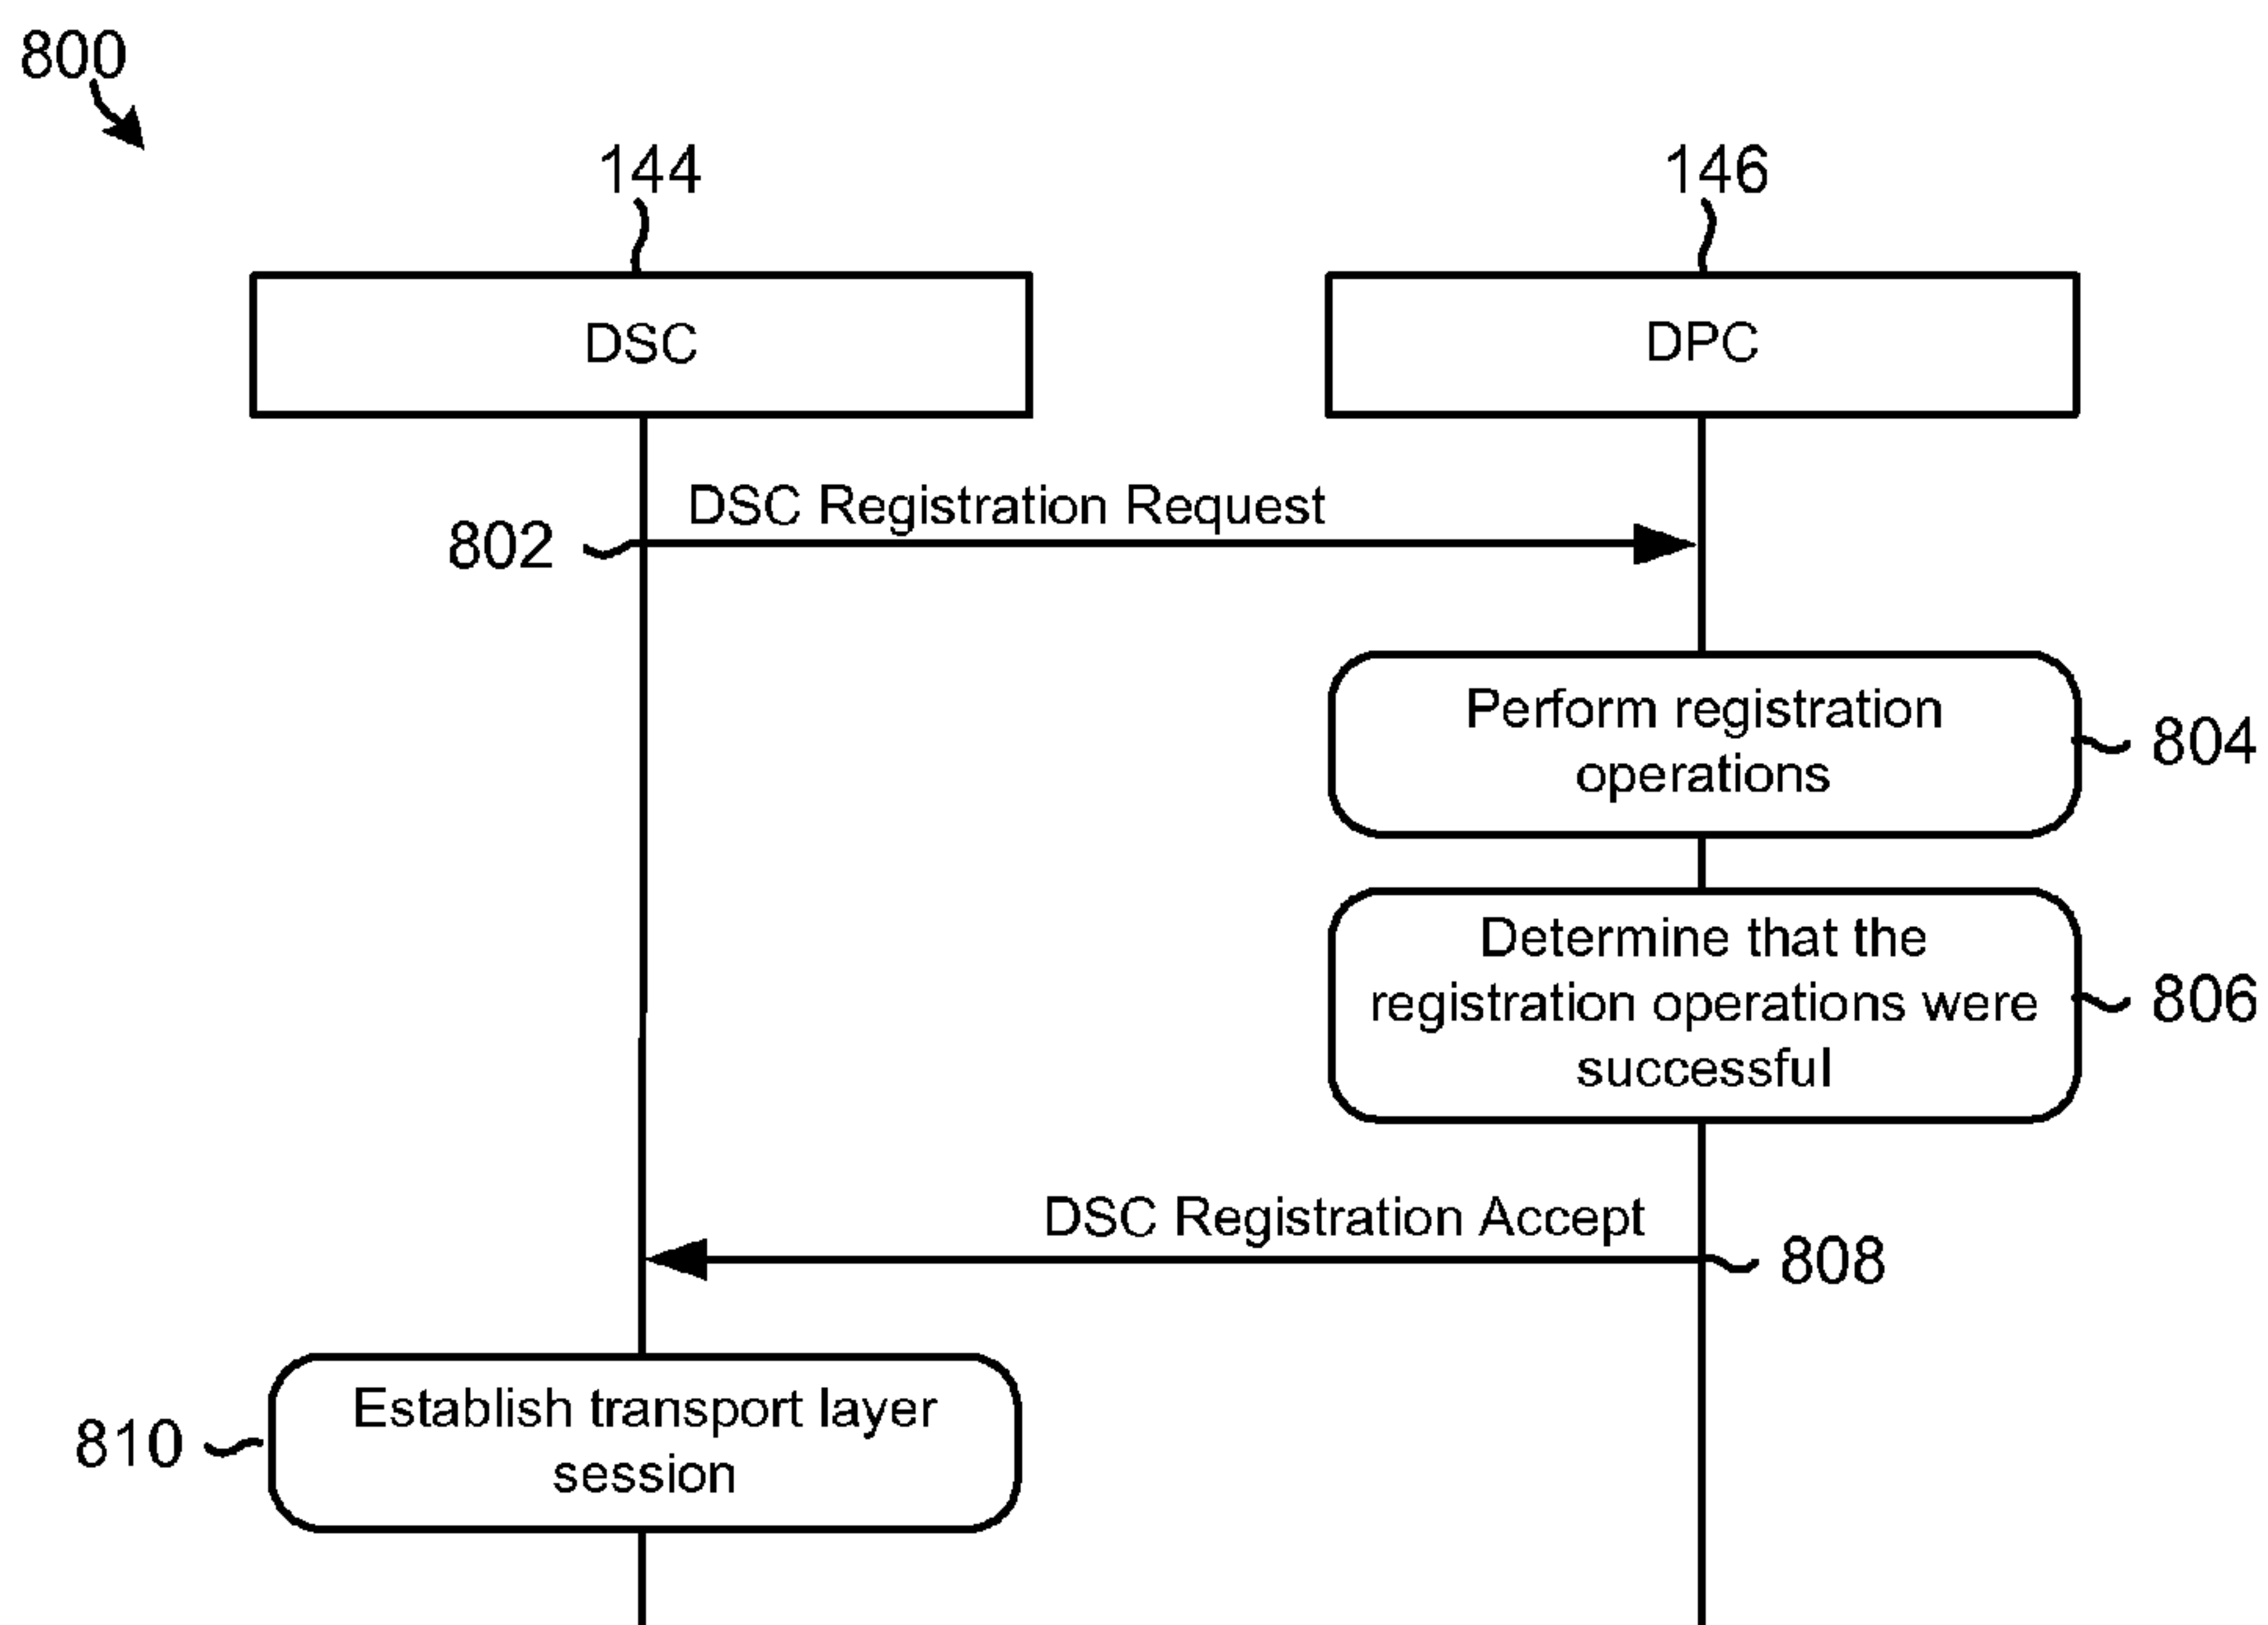 800
144
146
DSC
DPC
DSC Registration Request
802
Perform registration
operations
804
Determine that the
registration operations were
successful
806
DSC Registration Accept
808
Establish transport layer
session
810